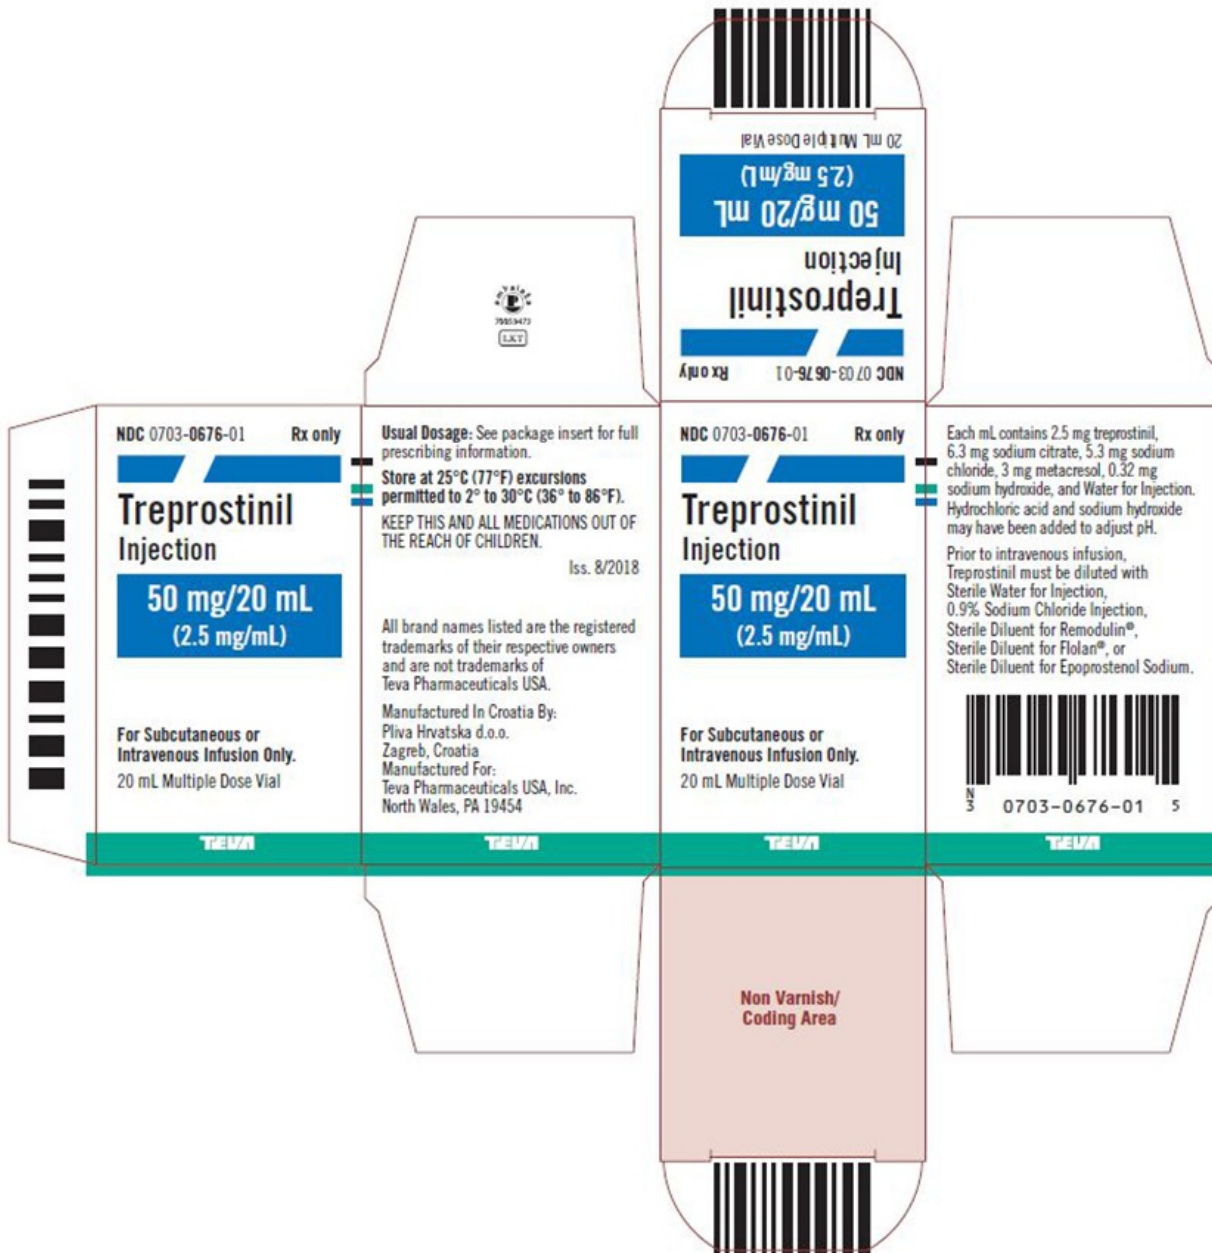 20 mL Multiple Dose Vial
50 mg/20 mL
(2.5 mg/mL)
Treprostinil
Injection
NDC 0703-0676-01 Rx only
LKT
NDC 0703-0676-01 Rx only
Treprostinil
Injection
50 mg/20 mL
(2.5 mg/mL)
For Subcutaneous or
Intravenous Infusion Only.
20 mL Multiple Dose Vial
TEVA
Usual Dosage: See package insert for full
prescribing information.
Store at 25°C (77°F) excursions
permitted to 2° to 30°C (36° to 86°F).
KEEP THIS AND ALL MEDICATIONS OUT OF
THE REACH OF CHILDREN.
Iss. 8/2018
All brand names listed are the registered
trademarks of their respective owners
and are not trademarks of
Teva Pharmaceuticals USA.
Manufactured In Croatia By:
Pliva Hrvatska d.o.o.
Zagreb, Croatia
Manufactured For:
Teva Pharmaceuticals USA, Inc.
North Wales, PA 19454
TEVA
NDC 0703-0676-01 Rx only
Treprostinil
Injection
50 mg/20 mL
(2.5 mg/mL)
For Subcutaneous or
Intravenous Infusion Only.
20 mL Multiple Dose Vial
TEVA
Each mL contains 2.5 mg treprostinil,
6.3 mg sodium citrate, 5.3 mg sodium
chloride, 3 mg metacresol, 0.32 mg
sodium hydroxide, and Water for Injection.
Hydrochloric acid and sodium hydroxide
may have been added to adjust pH.
Prior to intravenous infusion,
Treprostinil must be diluted with
Sterile Water for Injection,
0.9% Sodium Chloride Injection,
Sterile Diluent for Remodulin®,
Sterile Diluent for Flolan®, or
Sterile Diluent for Epoprostenol Sodium.
N
3 0703-0676-01 5
TEVA
Non Varnish/
Coding Area